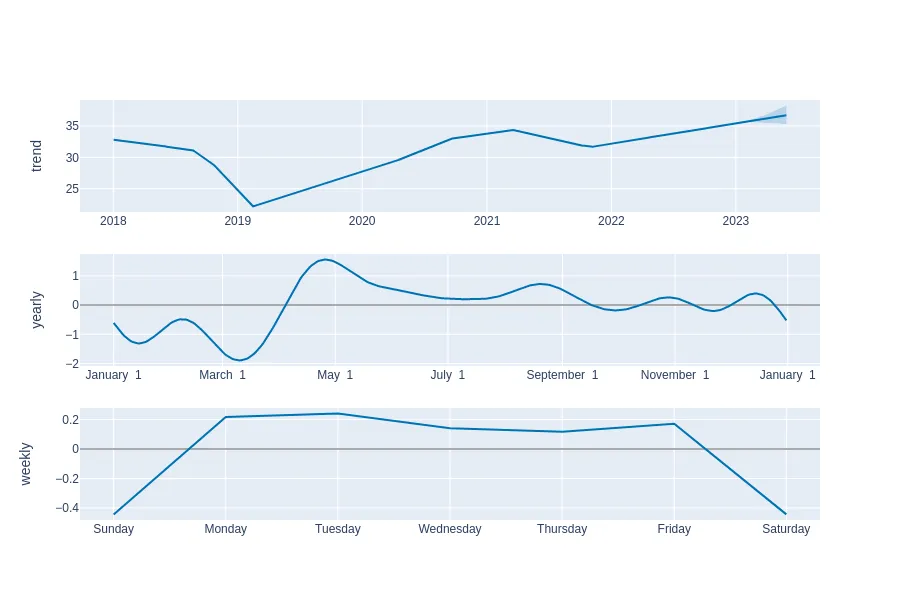 trend
35
30
25
2018 2019 2020 2021 2022 2023
yearly
1
0
−1
−2
January 1 March 1 May 1 July 1 September 1 November 1 January 1
weekly
0.2
0
−0.2
−0.4
Sunday Monday Tuesday Wednesday Thursday Friday Saturday